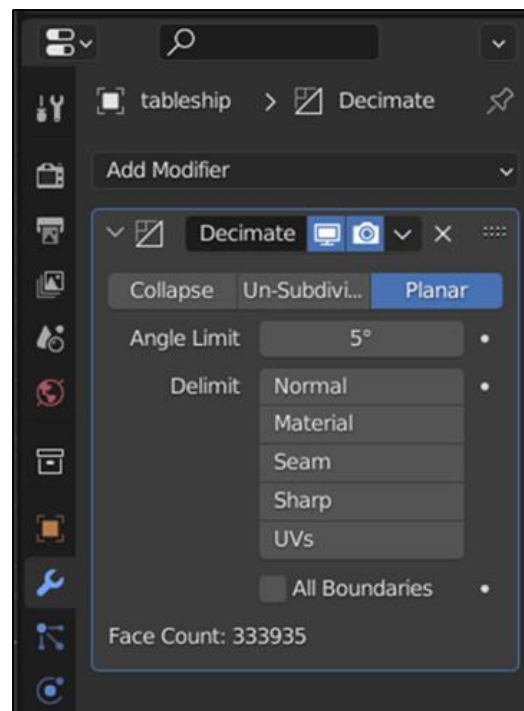 tableship > Decimate
Add Modifier
Decimate
Collapse Un-Subdivi... Planar
Angle Limit 5°
Delimit Normal
Material
Seam
Sharp
UVs
All Boundaries
Face Count: 333935